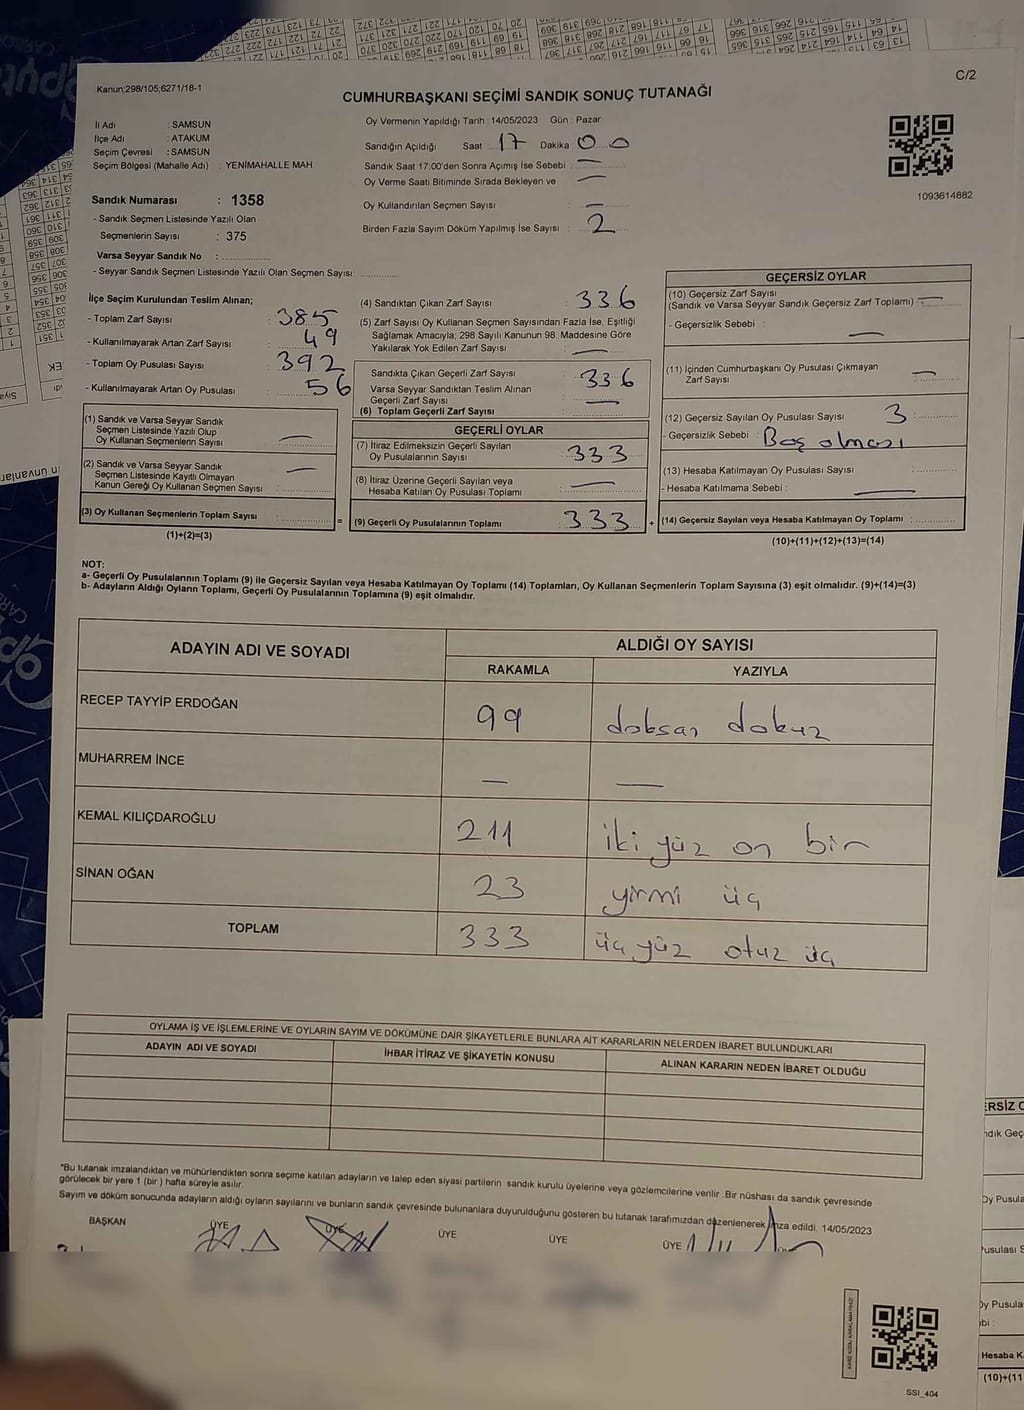 C/2
Kanun;298/105;6271/18-1
CUMHURBAŞKANI SEÇİMİ SANDIK SONUÇ TUTANAĞI
İl Adı : SAMSUN
İlçe Adı : ATAKUM
Seçim Çevresi : SAMSUN
Seçim Bölgesi (Mahalle Adı) : YENİMAHALLE MAH
Sandık Numarası : 1358
- Sandık Seçmen Listesinde Yazılı Olan
Seçmenlerin Sayısı : 375
Varsa Seyyar Sandık No :
- Seyyar Sandık Seçmen Listesinde Yazılı Olan Seçmen Sayısı
Oy Vermenin Yapıldığı Tarih : 14/05/2023 Gün : Pazar
Sandığın Açıldığı Saat 17 Dakika 00
Sandık Saat 17:00'den Sonra Açımış İse Sebebi : —
Oy Verme Saati Bitiminde Sırada Bekleyen ve —
Oy Kullandırılan Seçmen Sayısı —
Birden Fazla Sayım Döküm Yapılmış İse Sayısı : 2
1093614882
İlçe Seçim Kurulundan Teslim Alınan;
- Toplam Zarf Sayısı : 385
- Kullanılmayarak Artan Zarf Sayısı : 49
- Toplam Oy Pusulası Sayısı : 392
- Kullanılmayarak Artan Oy Pusulası : 56
(1) Sandık ve Varsa Seyyar Sandık
Seçmen Listesinde Yazılı Olup
Oy Kullanan Seçmenlerin Sayısı : —
(2) Sandık ve Varsa Seyyar Sandık
Seçmen Listesinde Kayıtlı Olmayan
Kanun Gereği Oy Kullanan Seçmen Sayısı : —
(3) Oy Kullanan Seçmenlerin Toplam Sayısı :
(1)+(2)=(3)
=
(4) Sandıktan Çıkan Zarf Sayısı : 336
(5) Zarf Sayısı Oy Kullanan Seçmen Sayısından Fazla İse, Eşitliği
Sağlamak Amacıyla; 298 Sayılı Kanunun 98. Maddesine Göre
Yakılarak Yok Edilen Zarf Sayısı : —
Sandıkta Çıkan Geçerli Zarf Sayısı : 336
Varsa Seyyar Sandıktan Teslim Alınan
Geçerli Zarf Sayısı : —
(6) Toplam Geçerli Zarf Sayısı
GEÇERLİ OYLAR
(7) İtiraz Edilmeksizin Geçerli Sayılan
Oy Pusulalarının Sayısı : 333
(8) İtiraz Üzerine Geçerli Sayılan veya
Hesaba Katılan Oy Pusulası Toplamı : —
(9) Geçerli Oy Pusulalarının Toplamı : 333
+
GEÇERSİZ OYLAR
(10) Geçersiz Zarf Sayısı
(Sandık ve Varsa Seyyar Sandık Geçersiz Zarf Toplamı) : —
- Geçersizlik Sebebi : —
(11) İçinden Cumhurbaşkanı Oy Pusulası Çıkmayan
Zarf Sayısı : —
(12) Geçersiz Sayılan Oy Pusulası Sayısı 3
- Geçersizlik Sebebi : Boş olması
(13) Hesaba Katılmayan Oy Pusulası Sayısı :
- Hesaba Katılmama Sebebi : —
(14) Geçersiz Sayılan veya Hesaba Katılmayan Oy Toplamı :
(10)+(11)+(12)+(13)=(14)
NOT:
a- Geçerli Oy Pusulalarının Toplamı (9) ile Geçersiz Sayılan veya Hesaba Katılmayan Oy Toplamı (14) Toplamları, Oy Kullanan Seçmenlerin Toplam Sayısına (3) eşit olmalıdır. (9)+(14)=(3)
b- Adayların Aldığı Oyların Toplamı, Geçerli Oy Pusulalarının Toplamına (9) eşit olmalıdır.
ADAYIN ADI VE SOYADI
ALDIĞI OY SAYISI
RAKAMLA YAZIYLA
RECEP TAYYİP ERDOĞAN 99 doksan dokuz
MUHARREM İNCE — —
KEMAL KILIÇDAROĞLU 211 iki yüz on bir
SİNAN OĞAN 23 yirmi üç
TOPLAM 333 üç yüz otuz üç
OYLAMA İŞ VE İŞLEMLERİNE VE OYLARIN SAYIM VE DÖKÜMÜNE DAİR ŞİKAYETLERLE BUNLARA AİT KARARLARIN NELERDEN İBARET BULUNDUKLARI
ADAYIN ADI VE SOYADI İHBAR İTİRAZ VE ŞİKAYETİN KONUSU ALINAN KARARIN NEDEN İBARET OLDUĞU
*Bu tutanak imzalandıktan ve mühürlendikten sonra seçime katılan adayların ve talep eden siyasi partilerin sandık kurulu üyelerine veya gözlemcilerine verilir. Bir nüshası da sandık çevresinde
görülecek bir yere 1 (bir) hafta süreyle asılır.
Sayım ve döküm sonucunda adayların aldığı oyların sayılarını ve bunların sandık çevresinde bulunanlara duyurulduğunu gösteren bu tutanak tarafımızdan düzenlenerek imza edildi. 14/05/2023
BAŞKAN ÜYE ÜYE ÜYE ÜYE ÜYE
SSI_404